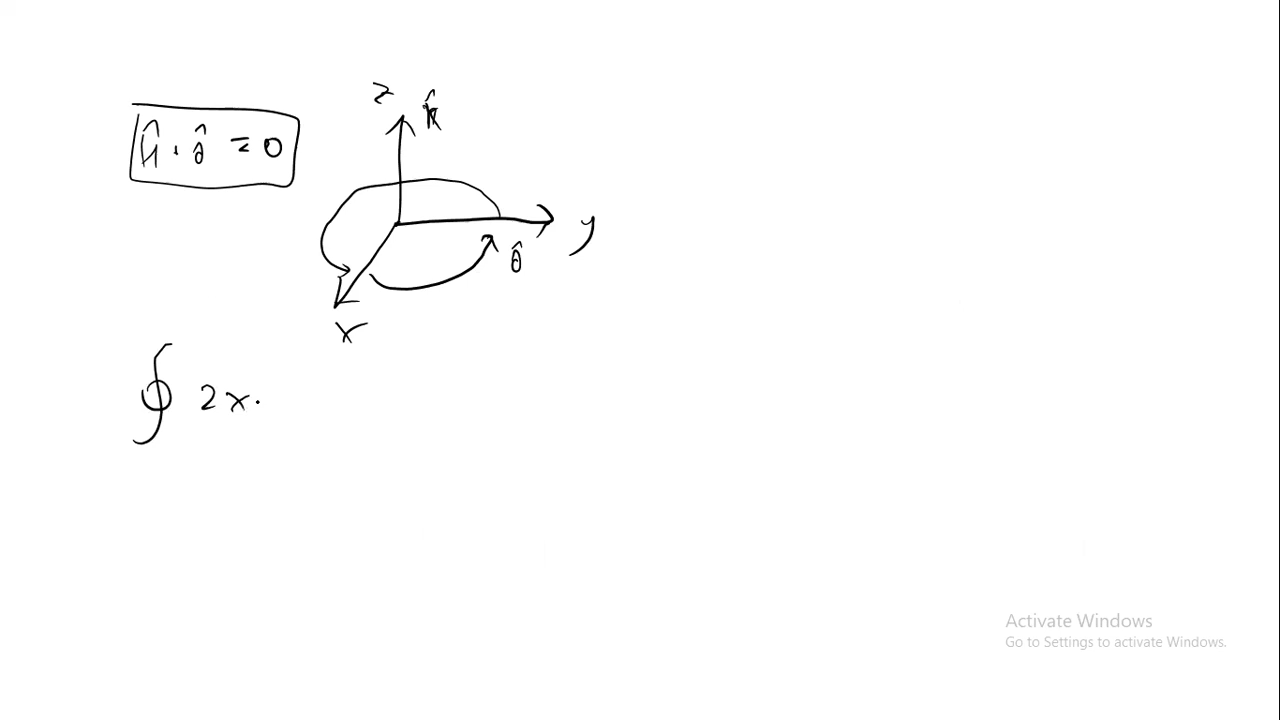 z
k̂
k̂ · θ̂ = 0
y
θ̂
x
∮ 2x.
Activate Windows
Go to Settings to activate Windows.